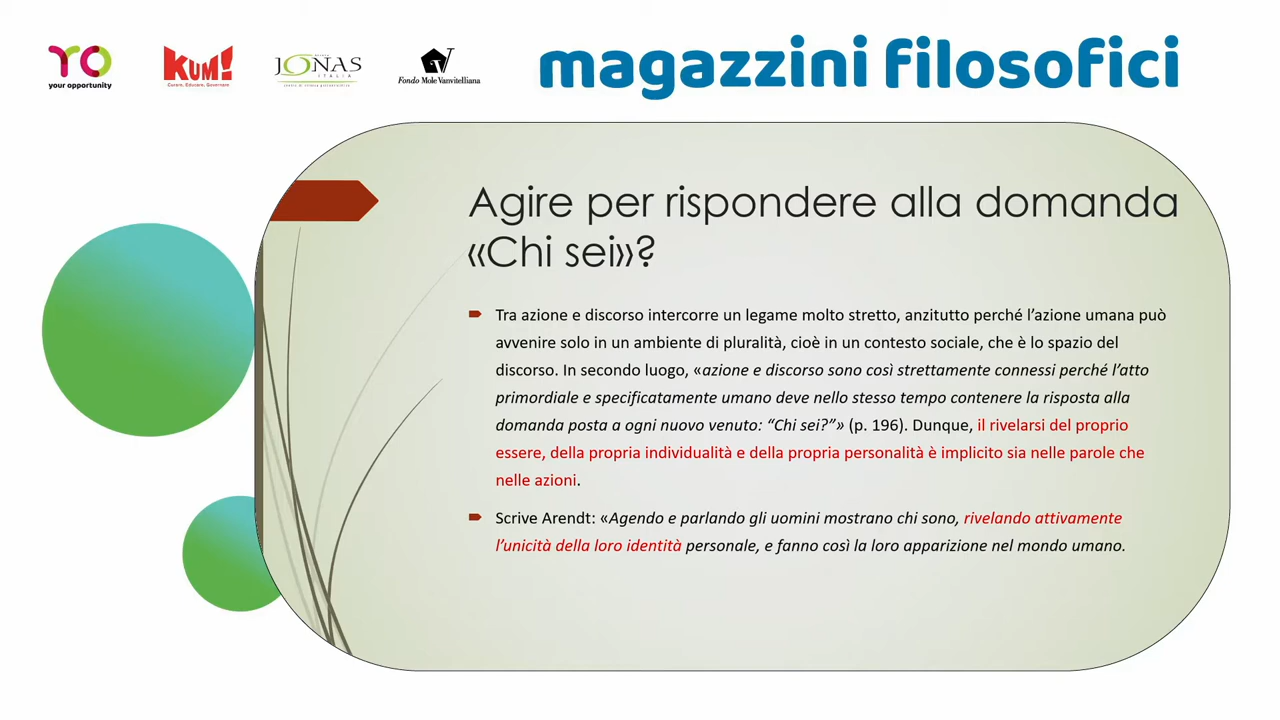 YO
your opportunity
KUM!
Curare, Educare, Governare
JONAS
ITALIA
Fondo Mole Vanvitelliana
magazzini filosofici
Agire per rispondere alla domanda
«Chi sei»?
Tra azione e discorso intercorre un legame molto stretto, anzitutto perché l’azione umana può
avvenire solo in un ambiente di pluralità, cioè in un contesto sociale, che è lo spazio del
discorso. In secondo luogo, «azione e discorso sono così strettamente connessi perché l’atto
primordiale e specificatamente umano deve nello stesso tempo contenere la risposta alla
domanda posta a ogni nuovo venuto: “Chi sei?”» (p. 196). Dunque, il rivelarsi del proprio
essere, della propria individualità e della propria personalità è implicito sia nelle parole che
nelle azioni.
Scrive Arendt: «Agendo e parlando gli uomini mostrano chi sono, rivelando attivamente
l’unicità della loro identità personale, e fanno così la loro apparizione nel mondo umano.